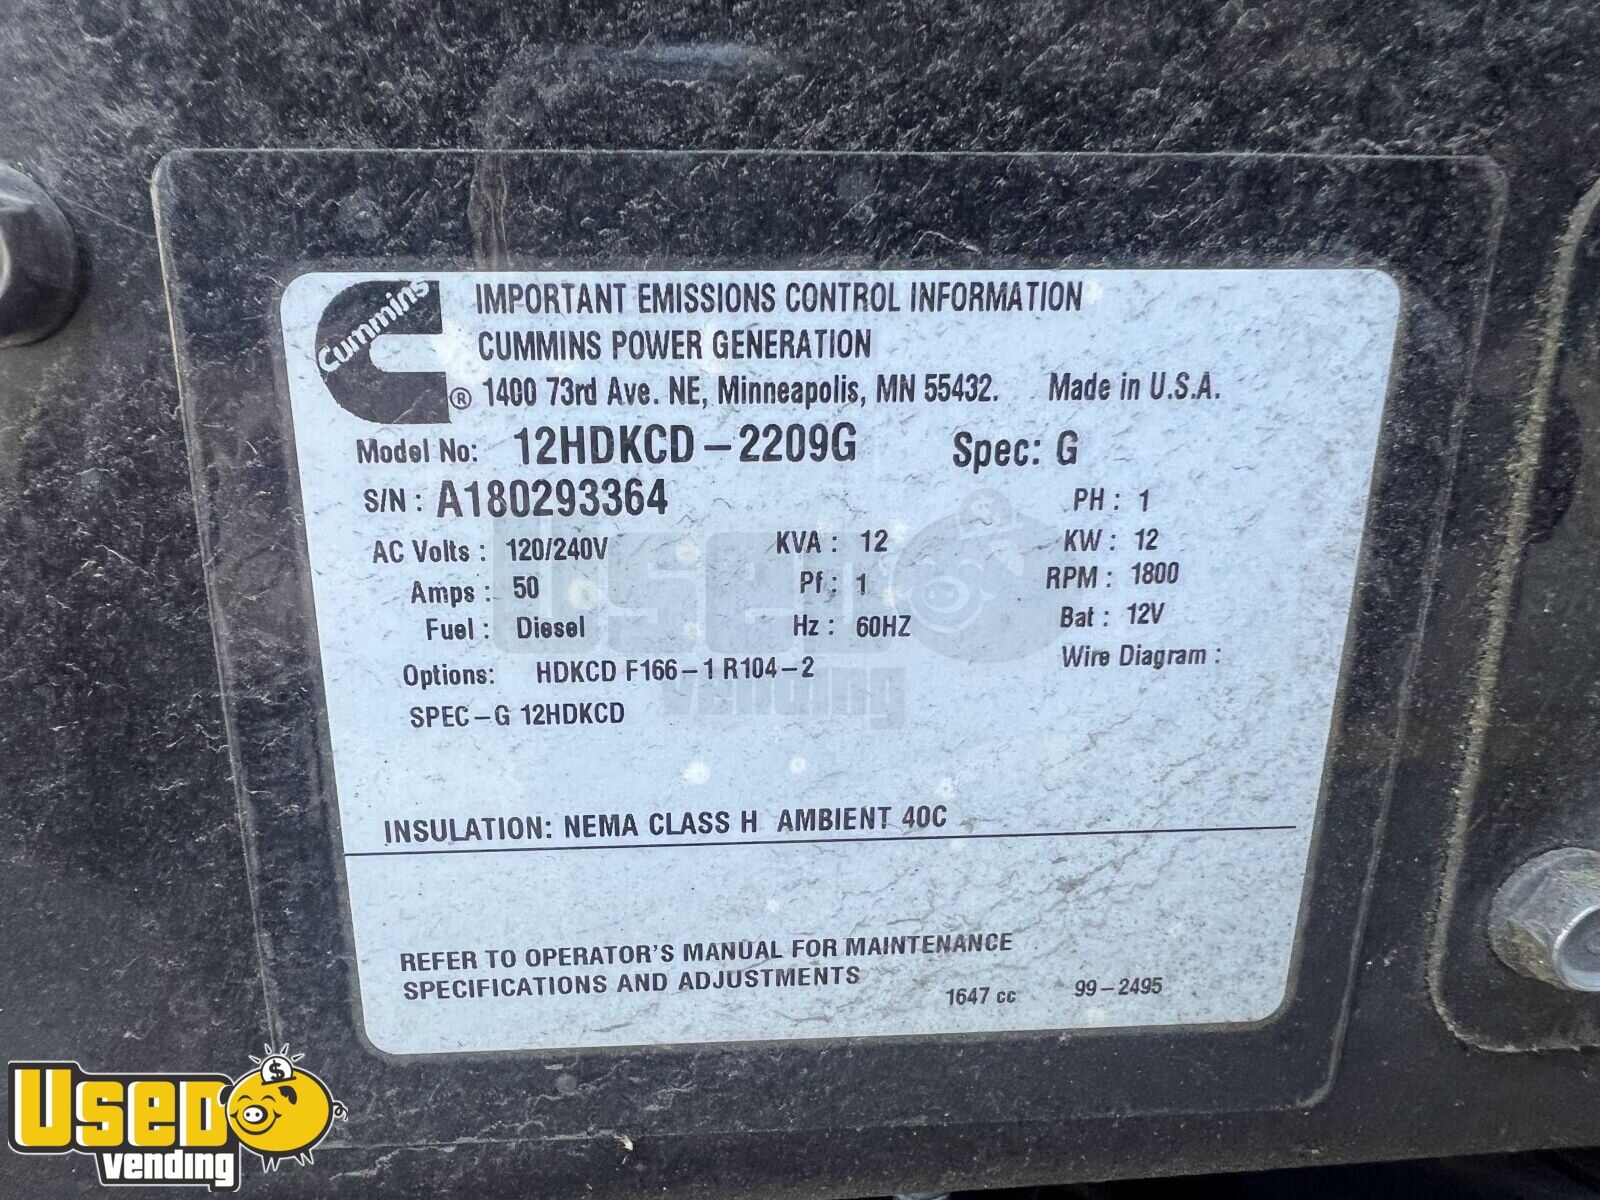 Cummins
IMPORTANT EMISSIONS CONTROL INFORMATION
CUMMINS POWER GENERATION
® 1400 73rd Ave. NE, Minneapolis, MN 55432. Made in U.S.A.
Model No: 12HDKCD-2209G Spec: G
S/N: A180293364 PH: 1
AC Volts: 120/240V KVA: 12 KW: 12
Amps: 50 Pf: 1 RPM: 1800
Fuel: Diesel Hz: 60HZ Bat: 12V
Options: HDKCD F166-1 R104-2 Wire Diagram:
SPEC-G 12HDKCD
INSULATION: NEMA CLASS H AMBIENT 40C
REFER TO OPERATOR'S MANUAL FOR MAINTENANCE
SPECIFICATIONS AND ADJUSTMENTS
1647 cc 99-2495
USED
vending
USED
vending